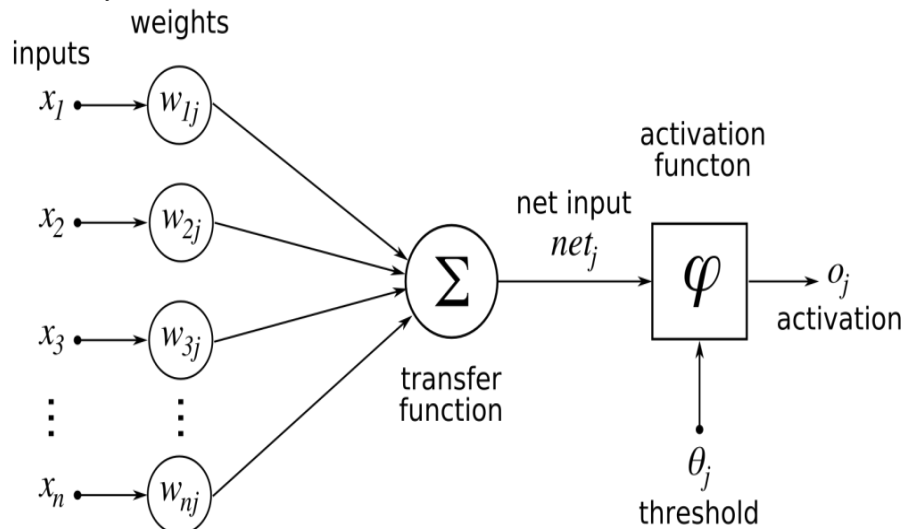 weights
inputs
x1
w1j
x2
w2j
x3
w3j
⋮ ⋮
xn
wnj
Σ
transfer
function
net input
netj
activation
functon
φ
oj
activation
θj
threshold